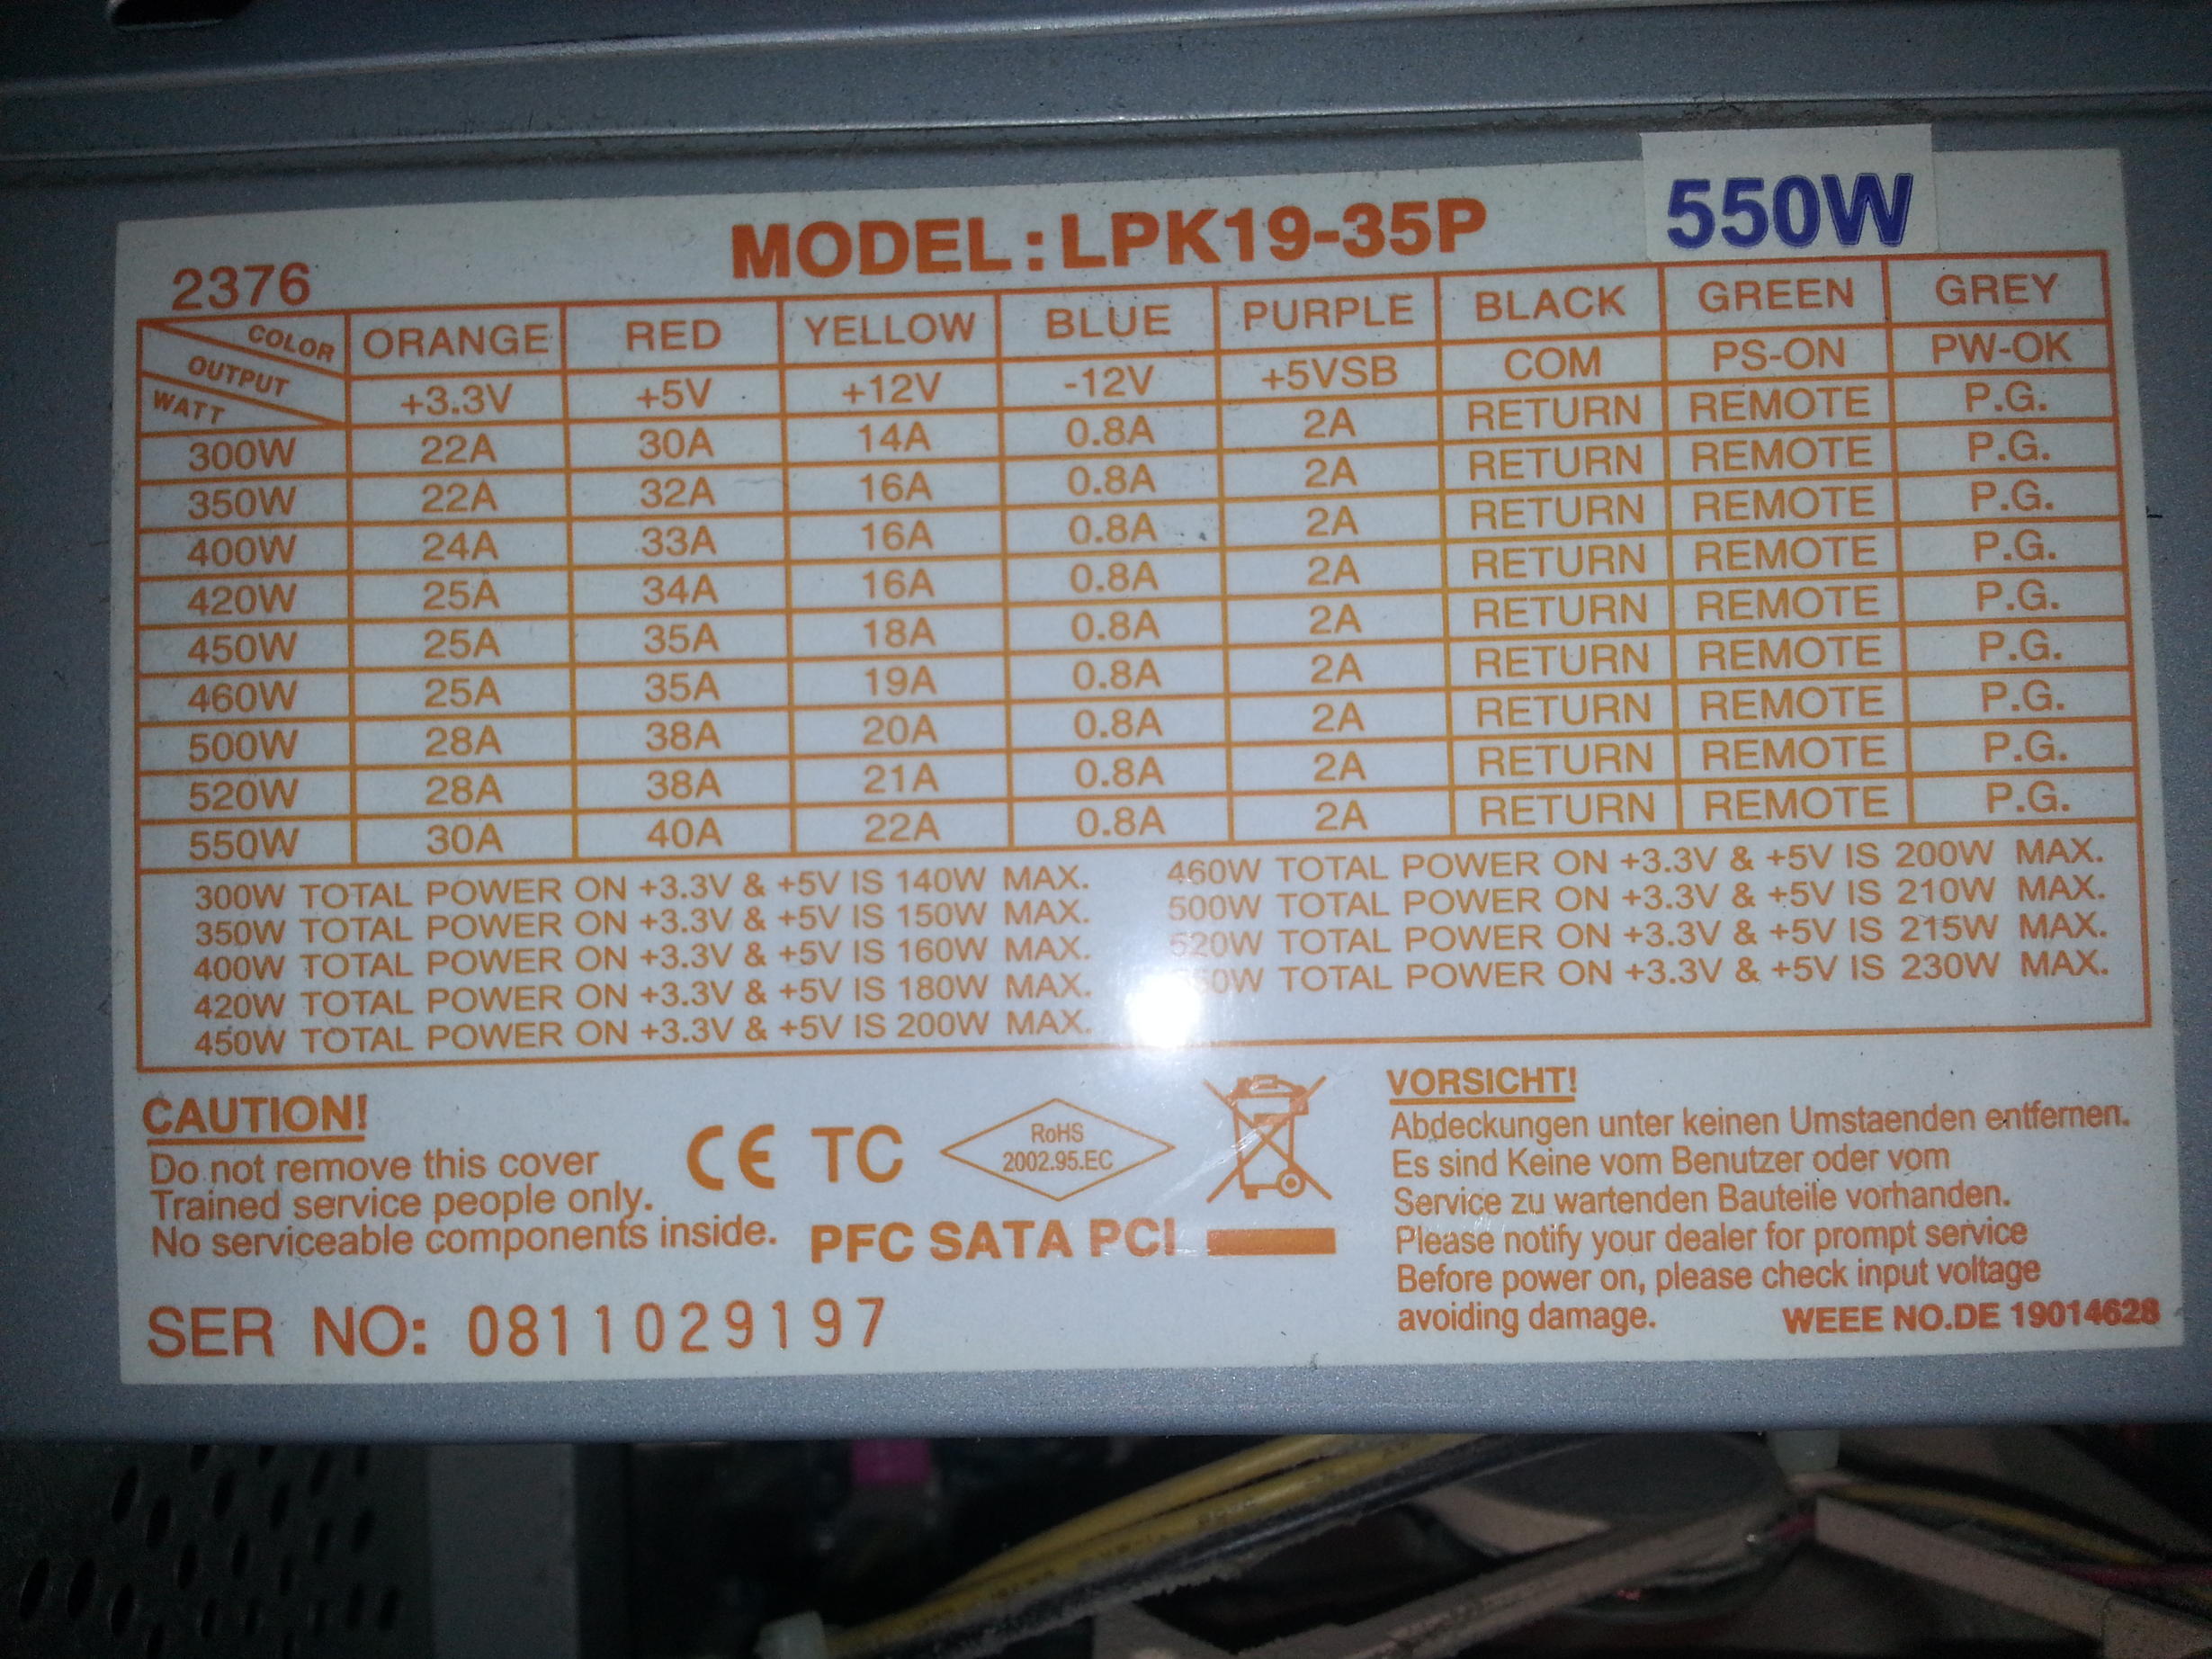 550W
MODEL:LPK19-35P
2376
COLOR ORANGE RED YELLOW BLUE PURPLE BLACK GREEN GREY
OUTPUT +3.3V +5V +12V -12V +5VSB COM PS-ON PW-OK
WATT
300W 22A 30A 14A 0.8A 2A RETURN REMOTE P.G.
350W 22A 32A 16A 0.8A 2A RETURN REMOTE P.G.
400W 24A 33A 16A 0.8A 2A RETURN REMOTE P.G.
420W 25A 34A 16A 0.8A 2A RETURN REMOTE P.G.
450W 25A 35A 18A 0.8A 2A RETURN REMOTE P.G.
460W 25A 35A 19A 0.8A 2A RETURN REMOTE P.G.
500W 28A 38A 20A 0.8A 2A RETURN REMOTE P.G.
520W 28A 38A 21A 0.8A 2A RETURN REMOTE P.G.
550W 30A 40A 22A 0.8A 2A RETURN REMOTE P.G.
300W TOTAL POWER ON +3.3V & +5V IS 140W MAX.
350W TOTAL POWER ON +3.3V & +5V IS 150W MAX.
400W TOTAL POWER ON +3.3V & +5V IS 160W MAX.
420W TOTAL POWER ON +3.3V & +5V IS 180W MAX.
450W TOTAL POWER ON +3.3V & +5V IS 200W MAX.
460W TOTAL POWER ON +3.3V & +5V IS 200W MAX.
500W TOTAL POWER ON +3.3V & +5V IS 210W MAX.
520W TOTAL POWER ON +3.3V & +5V IS 215W MAX.
TOTAL POWER ON +3.3V & +5V IS 230W MAX.
CAUTION!
Do not remove this cover
Trained service people only.
No serviceable components inside.
CE TC
RoHS
2002.95.EC
PFC SATA PCI
VORSICHT!
Abdeckungen unter keinen Umstaenden entfernen.
Es sind Keine vom Benutzer oder vom
Service zu wartenden Bauteile vorhanden.
Please notify your dealer for prompt service
Before power on, please check input voltage
avoiding damage.
WEEE NO.DE 19014628
SER NO: 0811029197